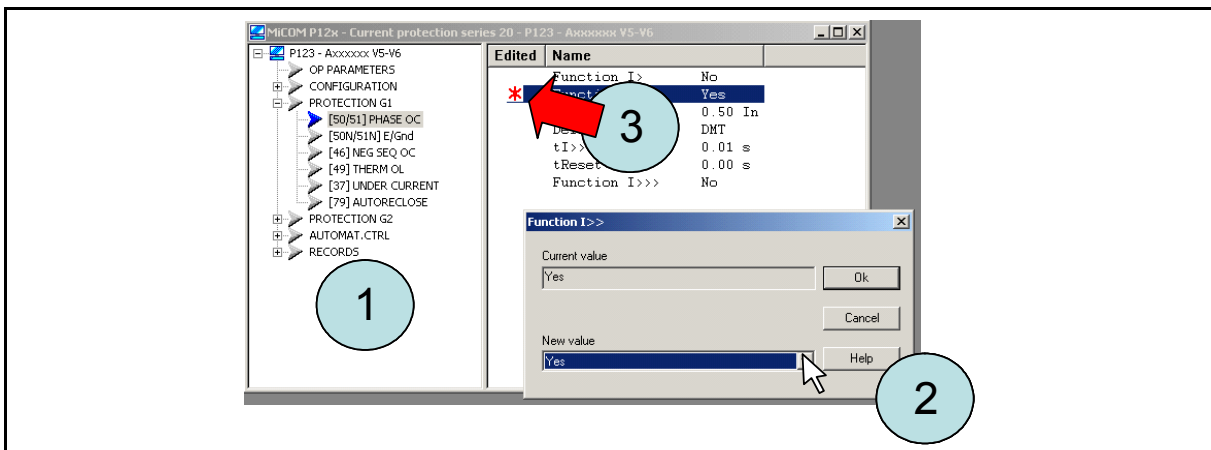 MiCOM P12x - Current protection series 20 - P123 - Axxxxxx V5-V6
P123 - Axxxxxx V5-V6
OP PARAMETERS
CONFIGURATION
PROTECTION G1
[50/51] PHASE OC
[50N/51N] E/Gnd
[46] NEG SEQ OC
[49] THERM OL
[37] UNDER CURRENT
[79] AUTORECLOSE
PROTECTION G2
AUTOMAT.CTRL
RECORDS
1
Edited Name
Function I> No
Yes
0.50 In
DMT
tI>> 0.01 s
tReset 0.00 s
Function I>>> No
3
Function I>>
Current value
Yes
Ok
Cancel
New value
Yes
Help
2